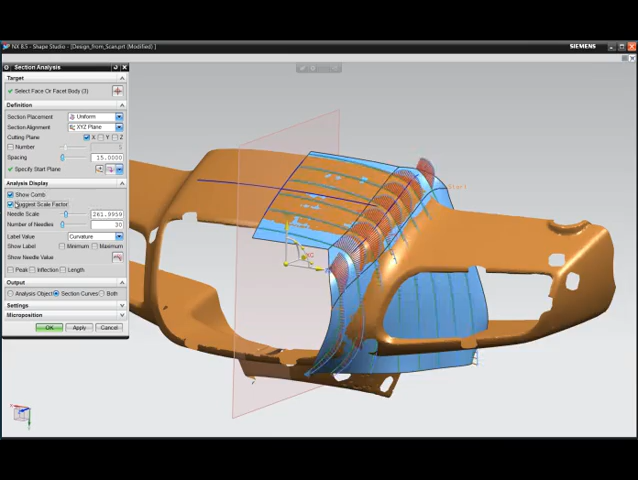 NX 8.5 - Shape Studio - [Design_from_Scan.prt (Modified) ]
SIEMENS
Section Analysis
Target
Select Face Or Facet Body (3)
Definition
Section Placement Uniform
Section Alignment XYZ Plane
Cutting Plane X Y Z
Number
Spacing 15.0000
Specify Start Plane
Analysis Display
Show Comb
Suggest Scale Factor
Needle Scale 261.9959
Number of Needles 30
Label Value Curvature
Show Label Minimum Maximum
Show Needle Value
Peak Inflection Length
Output
Analysis Object Section Curves Both
Settings
Microposition
OK Apply Cancel
Start
XC